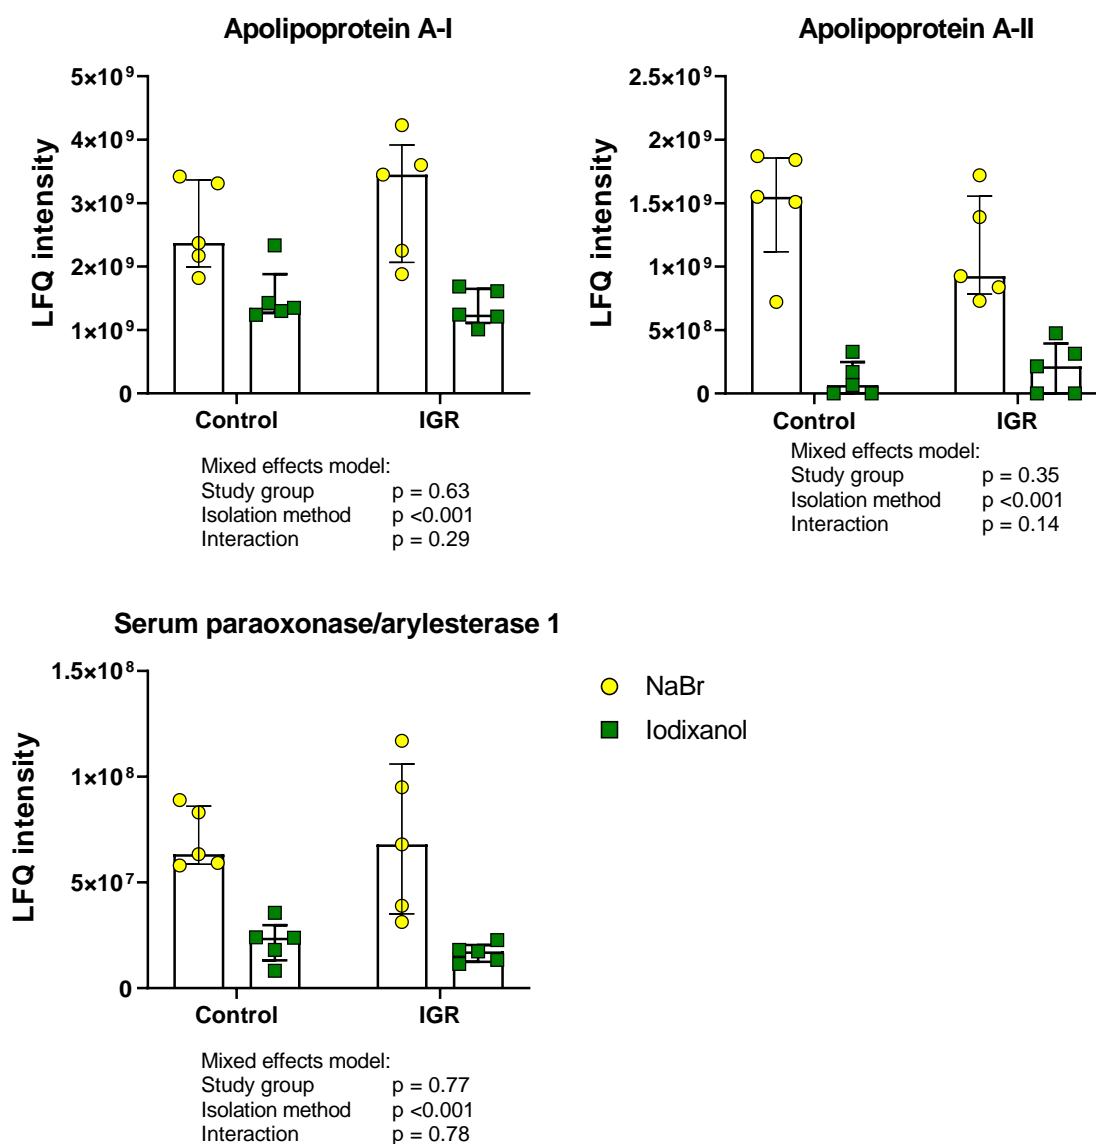 Apolipoprotein A-I
5×10⁹
4×10⁹
3×10⁹
2×10⁹
1×10⁹
0
LFQ intensity
Control IGR
Mixed effects model:
Study group p = 0.63
Isolation method p <0.001
Interaction p = 0.29
Apolipoprotein A-II
2.5×10⁹
2×10⁹
1.5×10⁹
1×10⁹
5×10⁸
0
LFQ intensity
Control IGR
Mixed effects model:
Study group p = 0.35
Isolation method p <0.001
Interaction p = 0.14
Serum paraoxonase/arylesterase 1
1.5×10⁸
1×10⁸
5×10⁷
0
LFQ intensity
Control IGR
Mixed effects model:
Study group p = 0.77
Isolation method p <0.001
Interaction p = 0.78
NaBr
Iodixanol